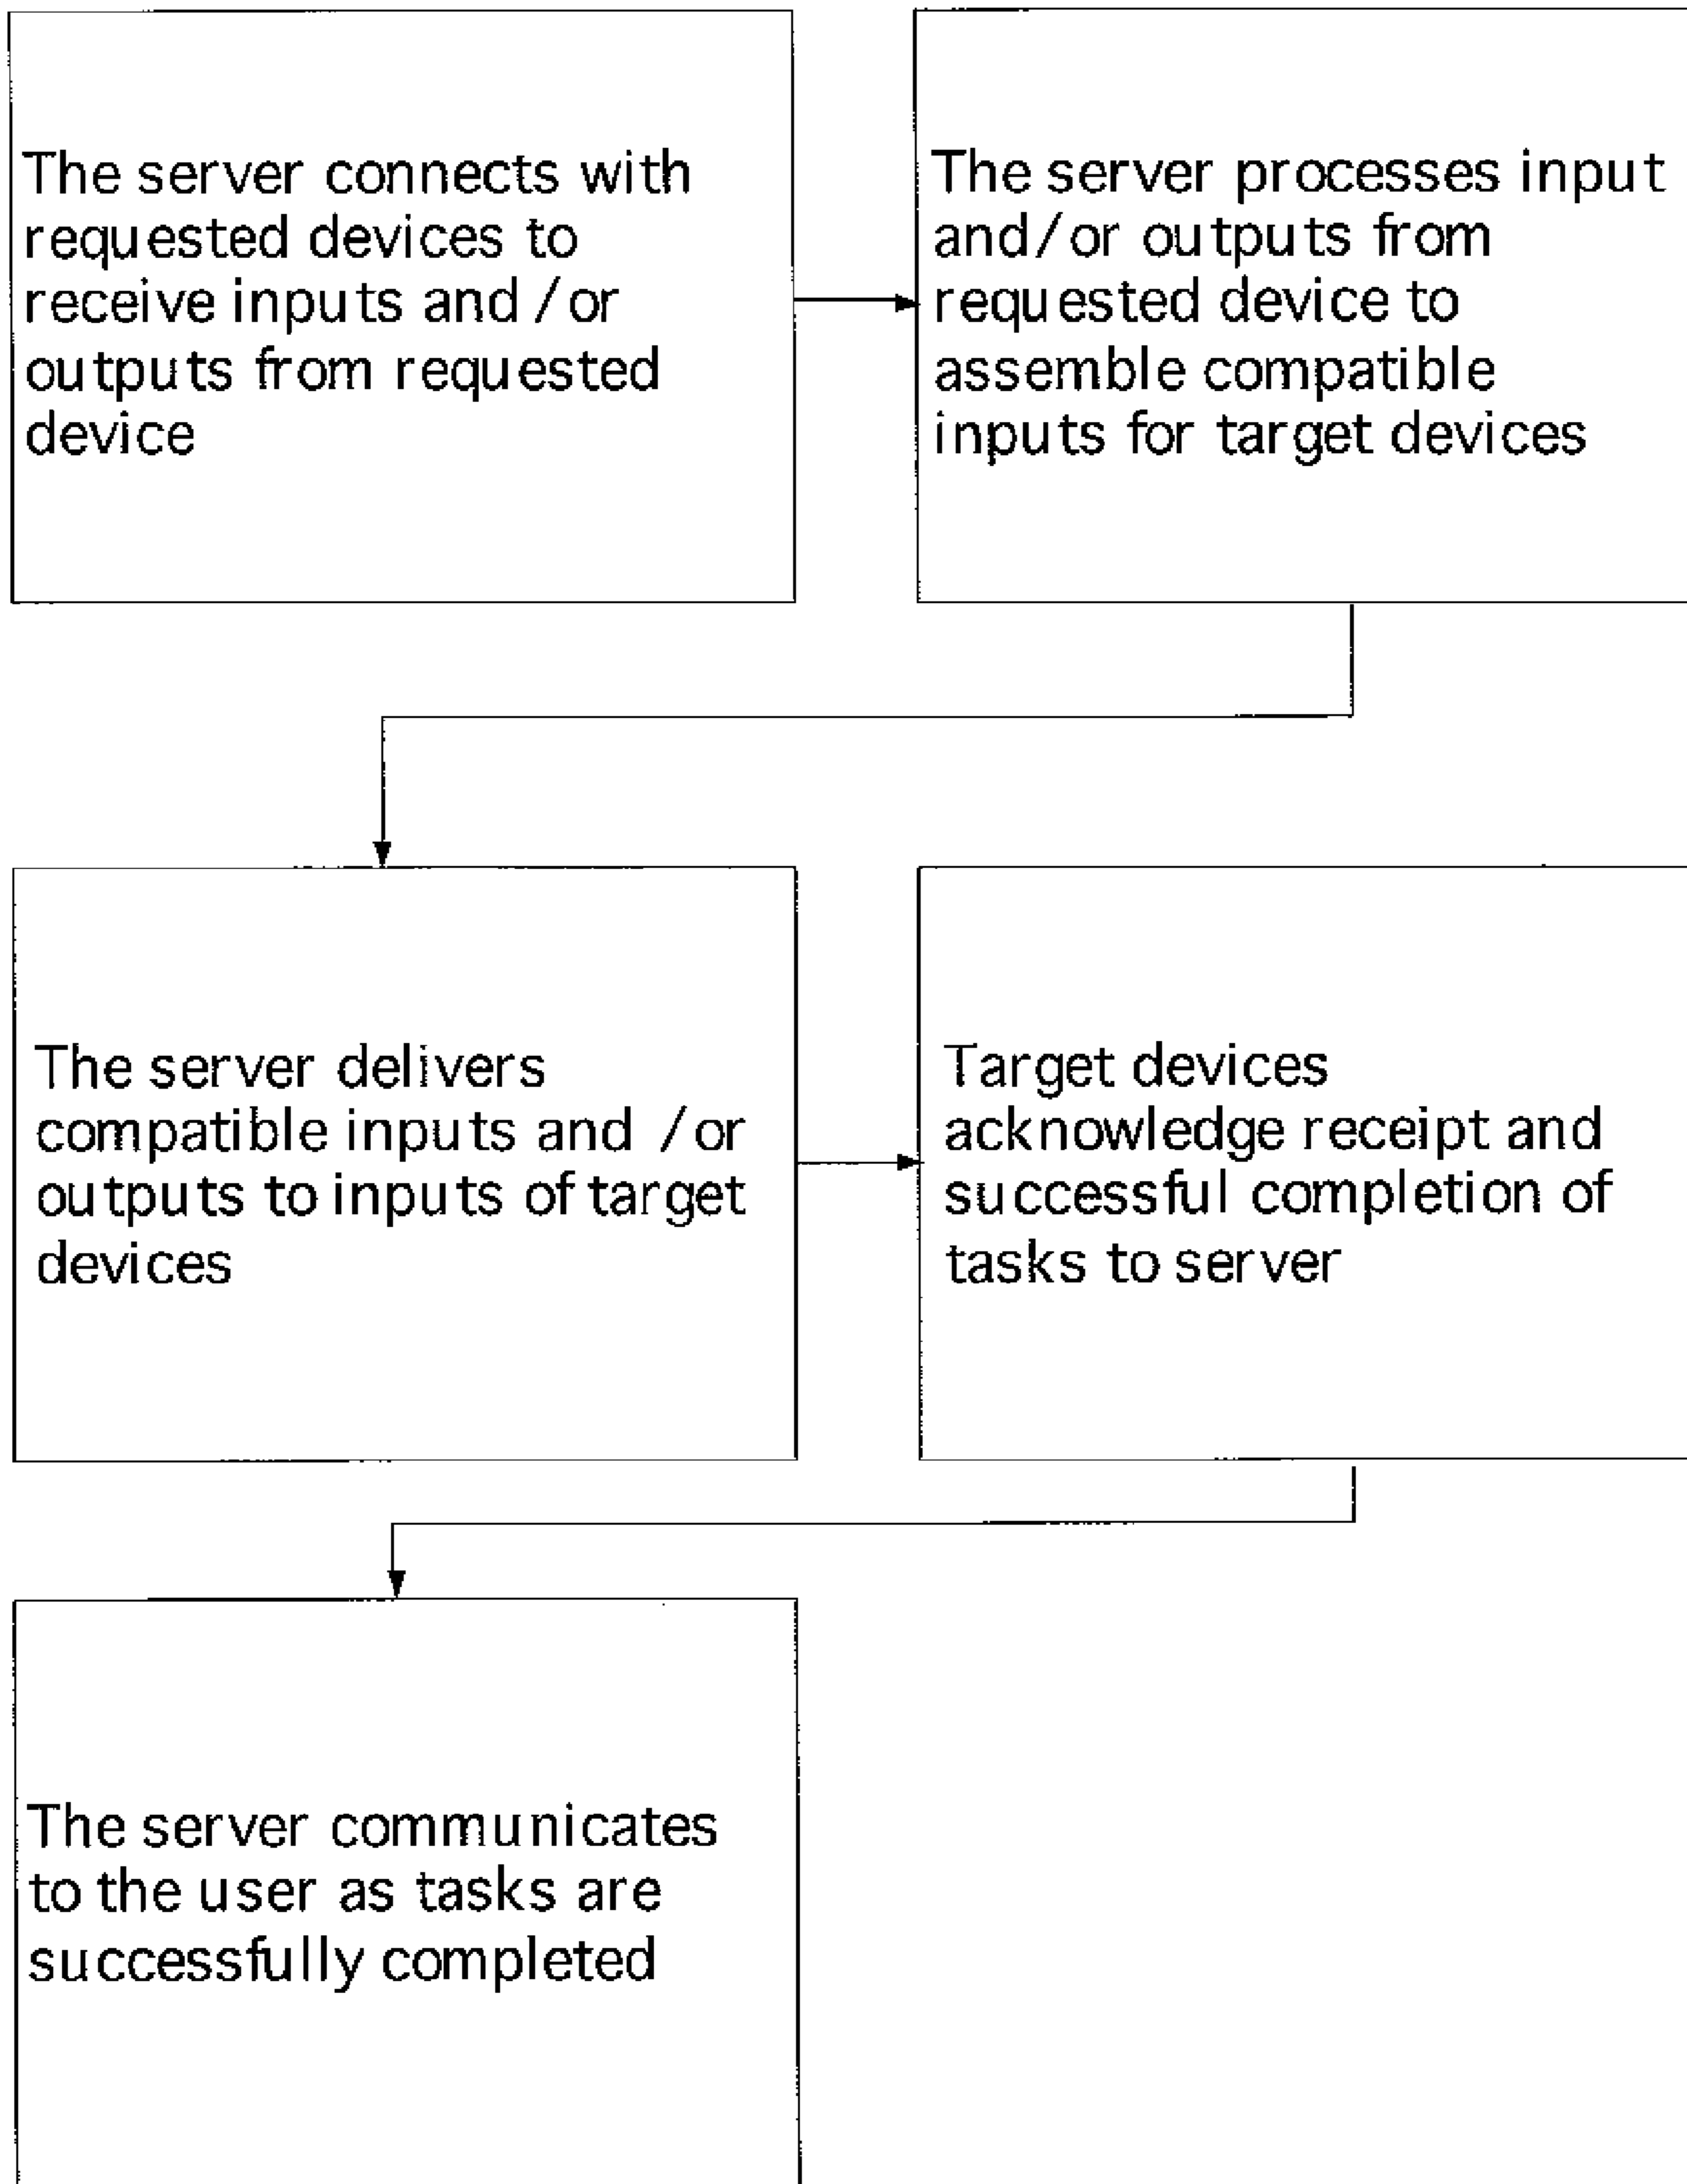 The server connects with
requested devices to
receive inputs and /or
outputs from requested
device
The server processes input
and/or outputs from
requested device to
assemble compatible
inputs for target devices
The server delivers
compatible inputs and /or
outputs to inputs of target
devices
Target devices
acknowledge receipt and
successful completion of
tasks to server
The server communicates
to the user as tasks are
successfully completed